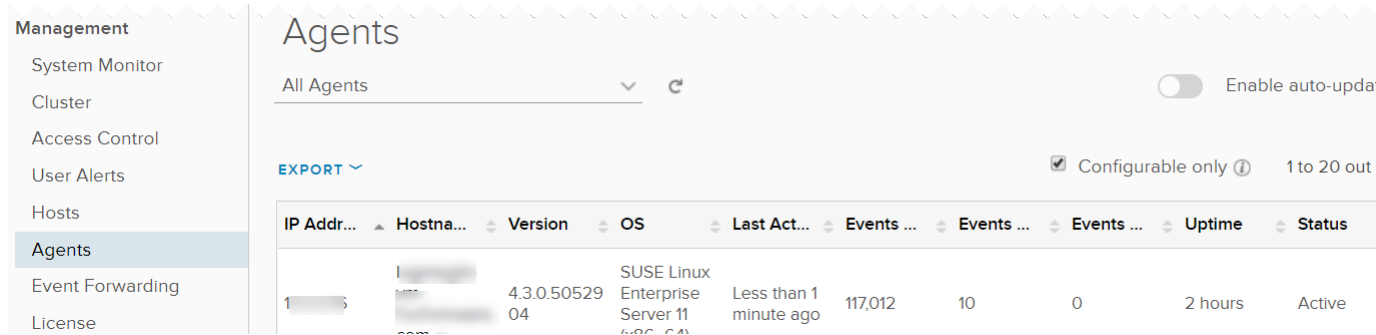 Management
System Monitor
Cluster
Access Control
User Alerts
Hosts
Agents
Event Forwarding
License
Agents
All Agents
Enable auto-upda
EXPORT
Configurable only
1 to 20 out
IP Addr... Hostna... Version OS Last Act... Events ... Events ... Events ... Uptime Status
4.3.0.50529
04
SUSE Linux
Enterprise
Server 11
(x86_64)
Less than 1
minute ago
117,012
10
0
2 hours
Active